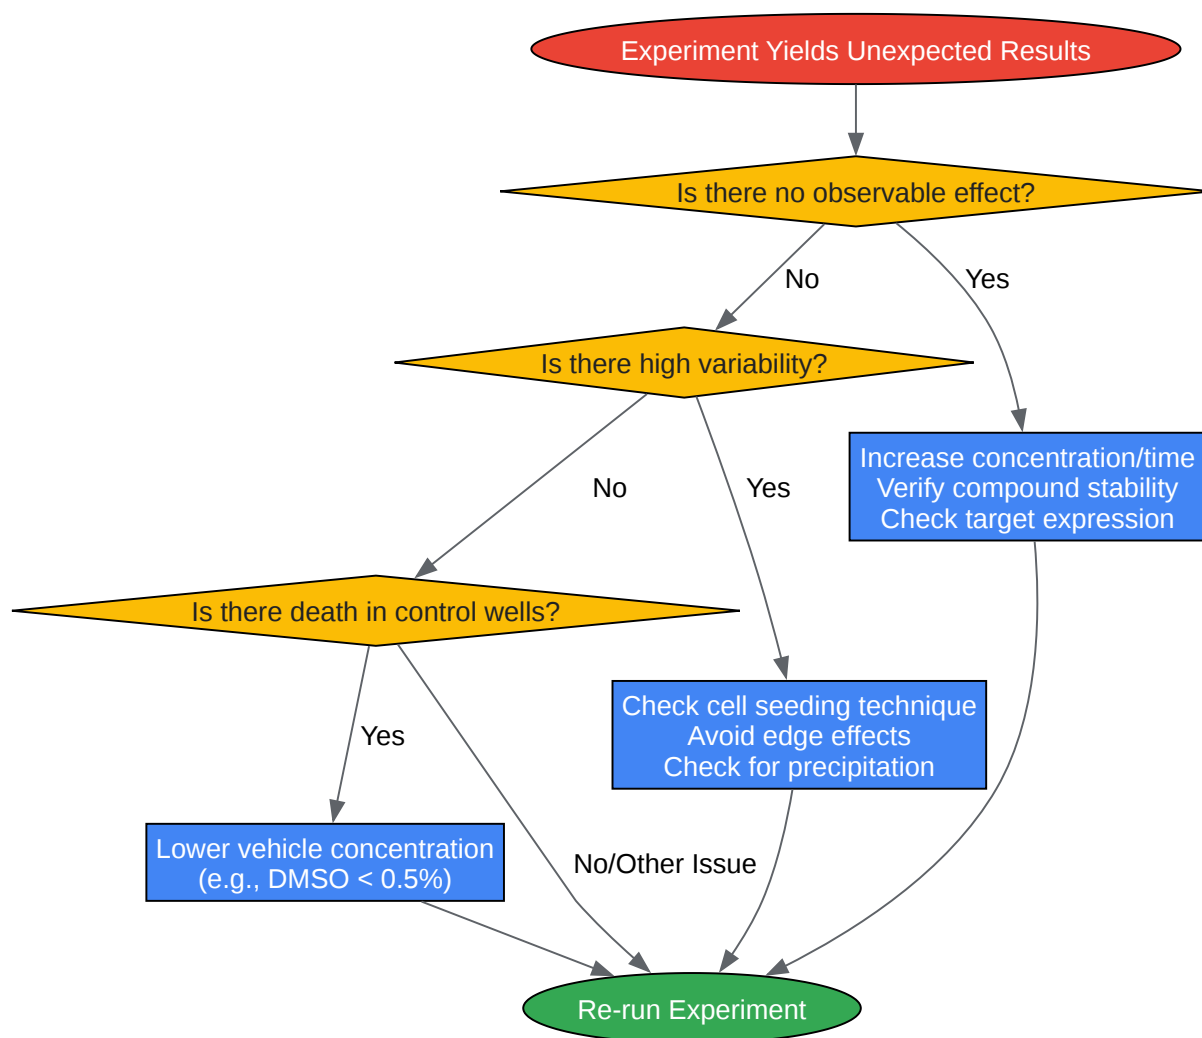 Experiment Yields Unexpected Results
Is there no observable effect?
No
Yes
Is there high variability?
Increase concentration/time
Verify compound stability
Check target expression
No
Yes
Is there death in control wells?
Check cell seeding technique
Avoid edge effects
Check for precipitation
Yes
Lower vehicle concentration
(e.g., DMSO < 0.5%)
No/Other Issue
Re-run Experiment